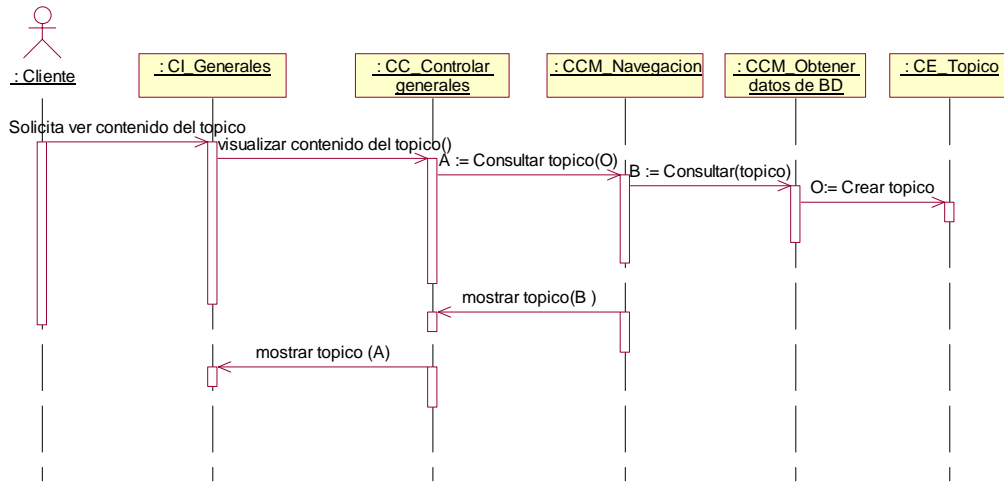 : Cliente
: CI_Generales
: CC_Controlar
generales
: CCM_Navegacion
: CCM_Obtener
datos de BD
: CE_Topico
Solicita ver contenido del topico
visualizar contenido del topico()
A := Consultar topico(O)
B := Consultar(topico)
O:= Crear topico
mostrar topico(B )
mostrar topico (A)